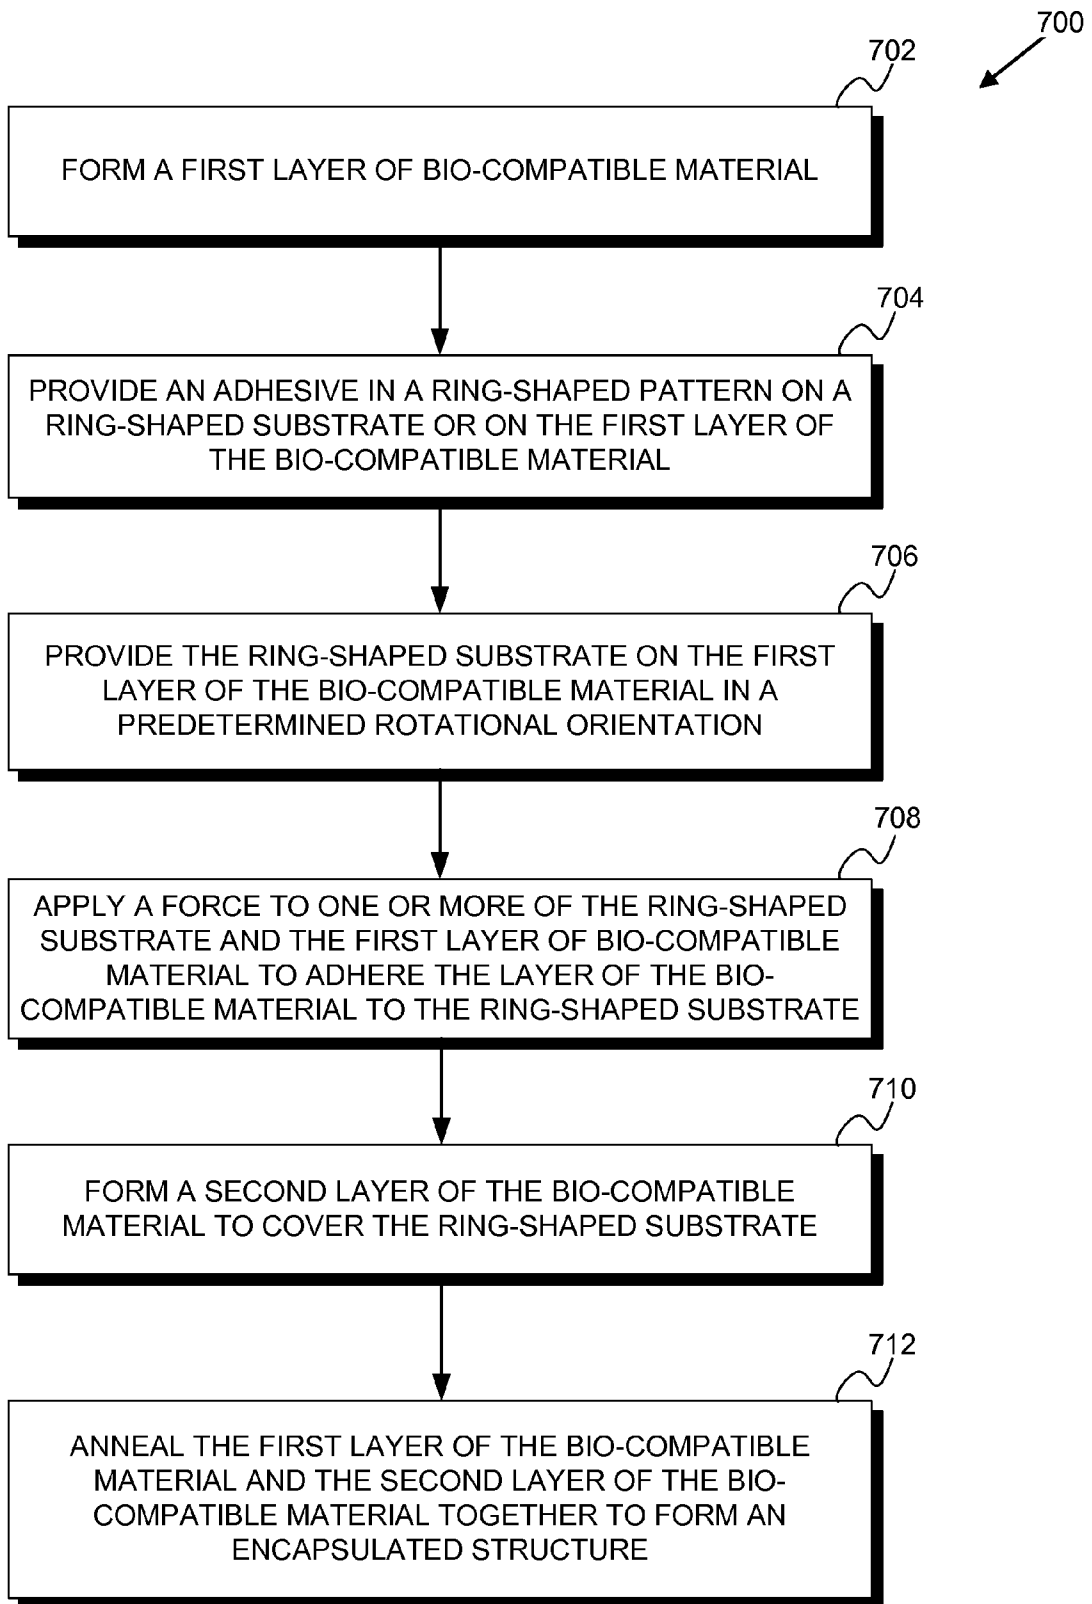 700
702
FORM A FIRST LAYER OF BIO-COMPATIBLE MATERIAL
704
PROVIDE AN ADHESIVE IN A RING-SHAPED PATTERN ON A
RING-SHAPED SUBSTRATE OR ON THE FIRST LAYER OF
THE BIO-COMPATIBLE MATERIAL
706
PROVIDE THE RING-SHAPED SUBSTRATE ON THE FIRST
LAYER OF THE BIO-COMPATIBLE MATERIAL IN A
PREDETERMINED ROTATIONAL ORIENTATION
708
APPLY A FORCE TO ONE OR MORE OF THE RING-SHAPED
SUBSTRATE AND THE FIRST LAYER OF BIO-COMPATIBLE
MATERIAL TO ADHERE THE LAYER OF THE BIO-
COMPATIBLE MATERIAL TO THE RING-SHAPED SUBSTRATE
710
FORM A SECOND LAYER OF THE BIO-COMPATIBLE
MATERIAL TO COVER THE RING-SHAPED SUBSTRATE
712
ANNEAL THE FIRST LAYER OF THE BIO-COMPATIBLE
MATERIAL AND THE SECOND LAYER OF THE BIO-
COMPATIBLE MATERIAL TOGETHER TO FORM AN
ENCAPSULATED STRUCTURE